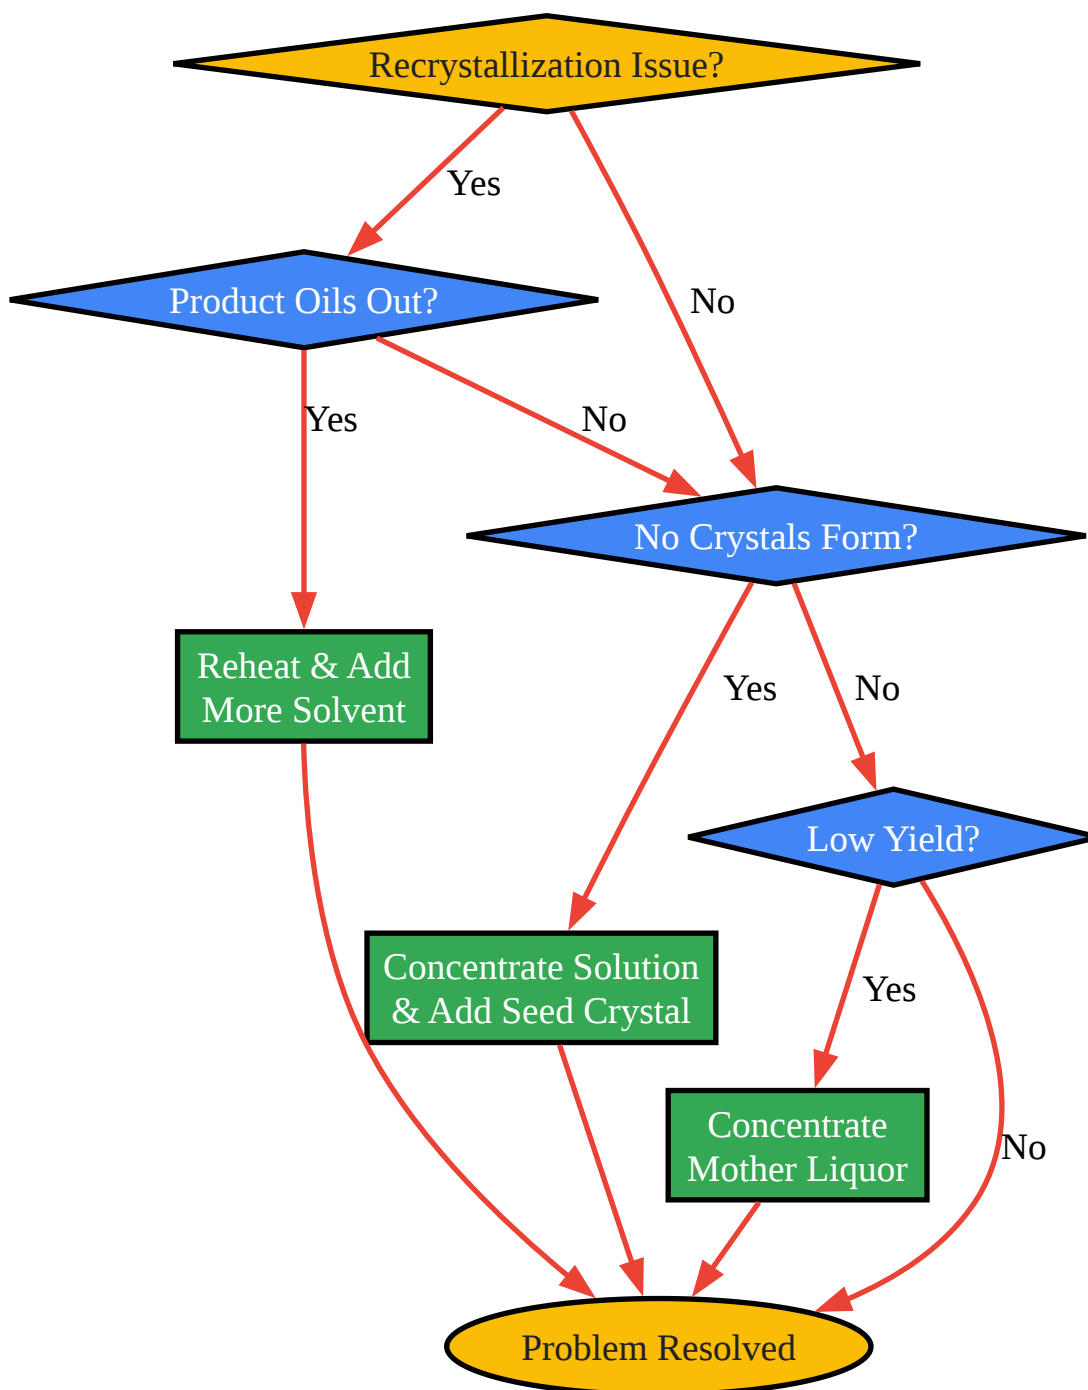 Recrystallization Issue?
Yes
Product Oils Out?
No
Yes
No
No Crystals Form?
Reheat & Add
More Solvent
Yes
No
Low Yield?
Concentrate Solution
& Add Seed Crystal
Yes
Concentrate
Mother Liquor
No
Problem Resolved